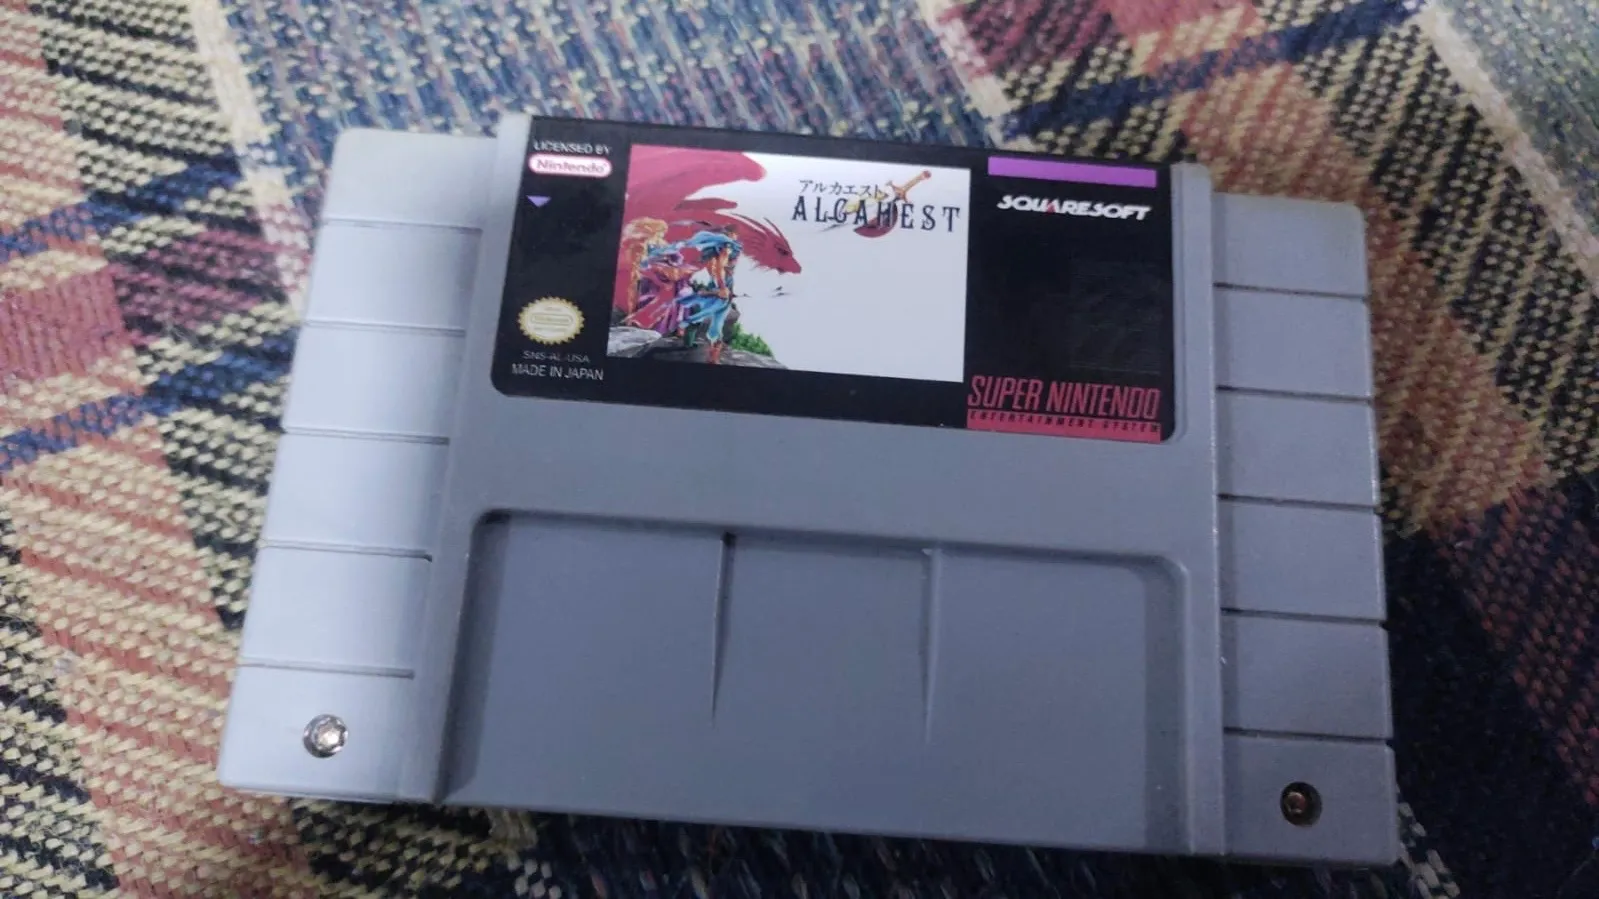 LICENSED BY
Nintendo
アルカエスト
ALCAHEST
SQUARESOFT
Nintendo
SNS-AL-USA
MADE IN JAPAN
SUPER NINTENDO
ENTERTAINMENT SYSTEM